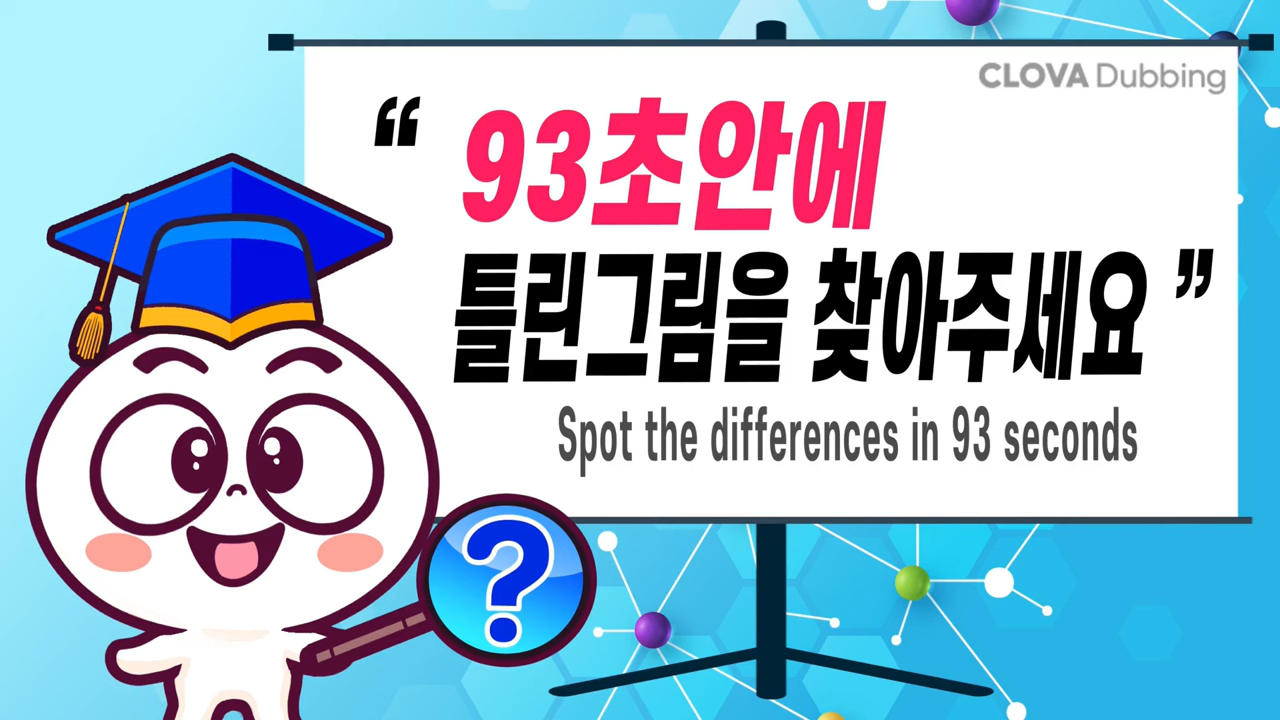 CLOVA Dubbing
“ 93초안에
틀린그림을 찾아주세요 ”
Spot the differences in 93 seconds
?